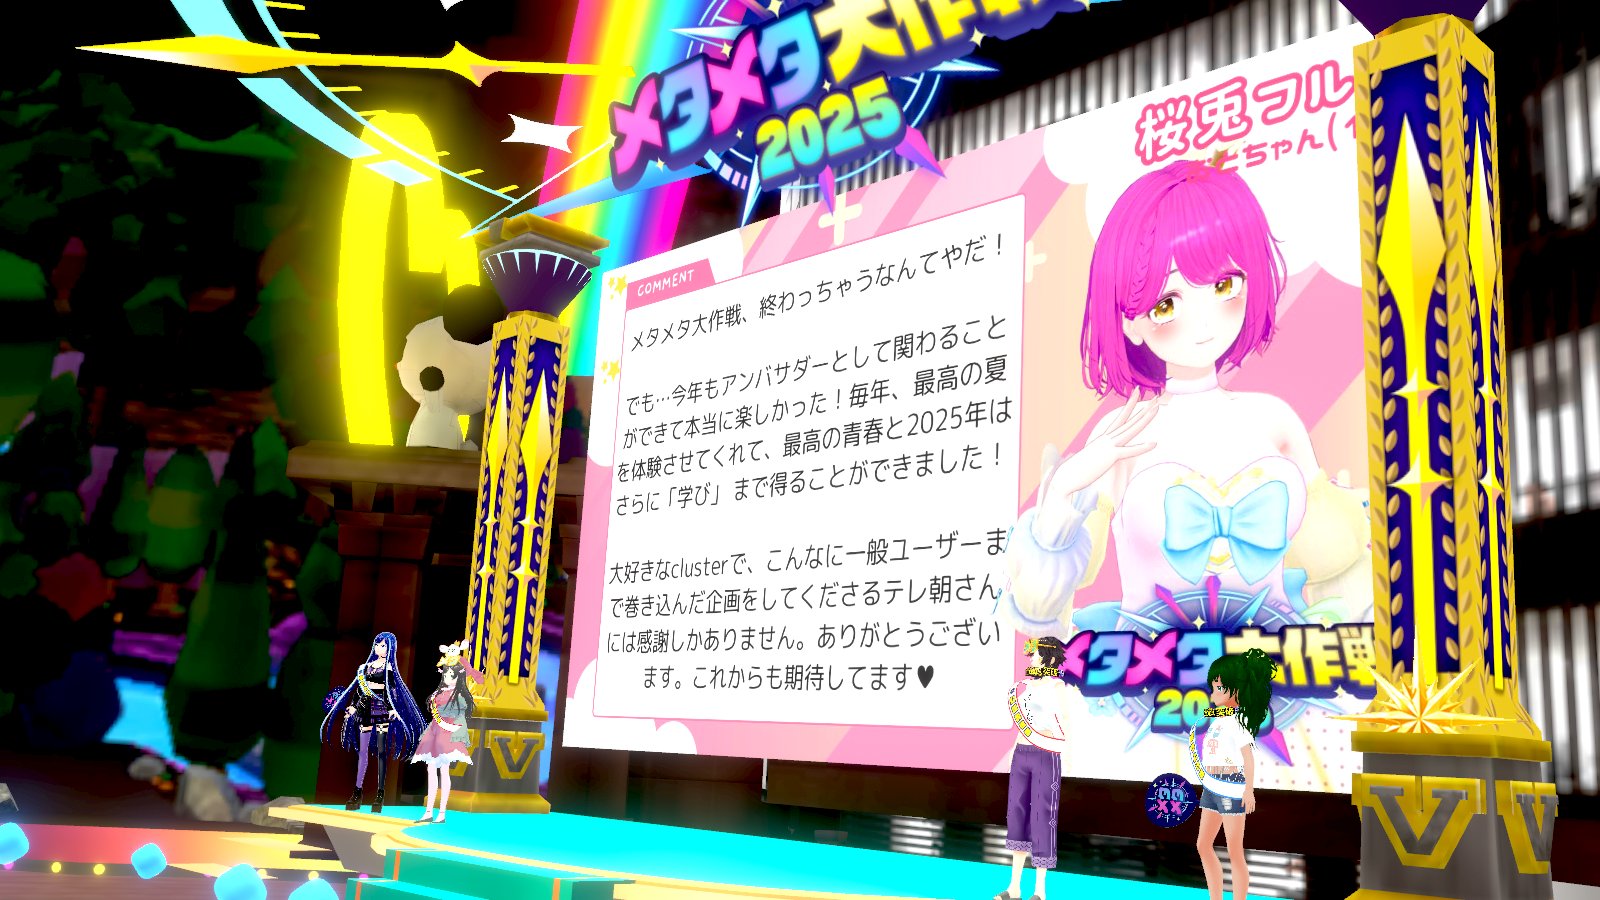 メタメタ大作戦
2025
桜兎フル
とちゃん(
COMMENT
メタメタ大作戦、終わっちゃうなんてやだ！
でも…今年もアンバサダーとして関わること
ができて本当に楽しかった！毎年、最高の夏
を体験させてくれて、最高の青春と2025年は
さらに「学び」まで得ることができました！
大好きなclusterで、こんなに一般ユーザーま
で巻き込んだ企画をしてくださるテレ朝さん
には感謝しかありません。ありがとうござい
ます。これからも期待してます♥
メタメタ大作戦